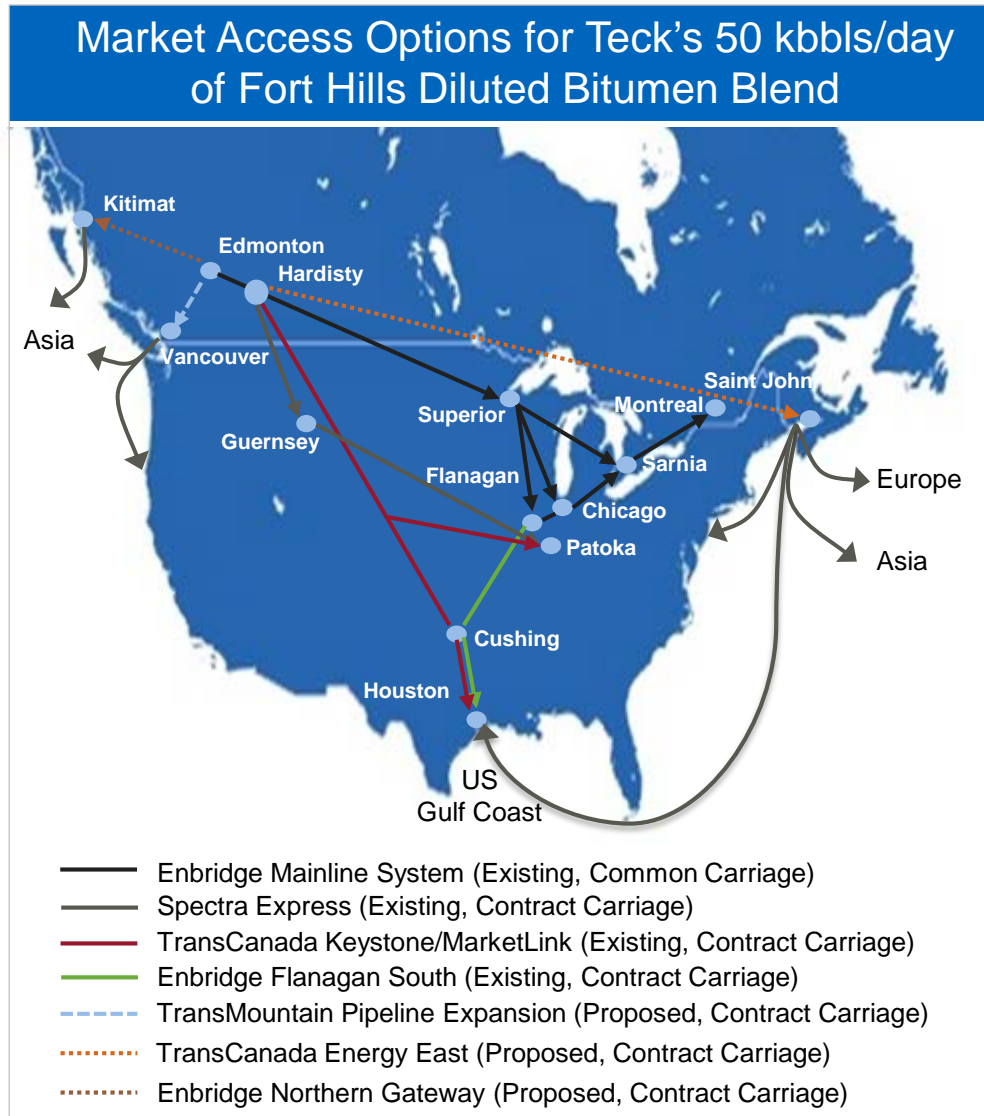 Market Access Options for Teck's 50 kbbls/day
of Fort Hills Diluted Bitumen Blend
Kitimat
Edmonton
Hardisty
Asia
Vancouver
Saint John
Superior
Montreal
Guernsey
Flanagan
Sarnia
Europe
Chicago
Patoka
Asia
Cushing
Houston
US
Gulf Coast
Enbridge Mainline System (Existing, Common Carriage)
Spectra Express (Existing, Contract Carriage)
TransCanada Keystone/MarketLink (Existing, Contract Carriage)
Enbridge Flanagan South (Existing, Contract Carriage)
TransMountain Pipeline Expansion (Proposed, Contract Carriage)
TransCanada Energy East (Proposed, Contract Carriage)
Enbridge Northern Gateway (Proposed, Contract Carriage)